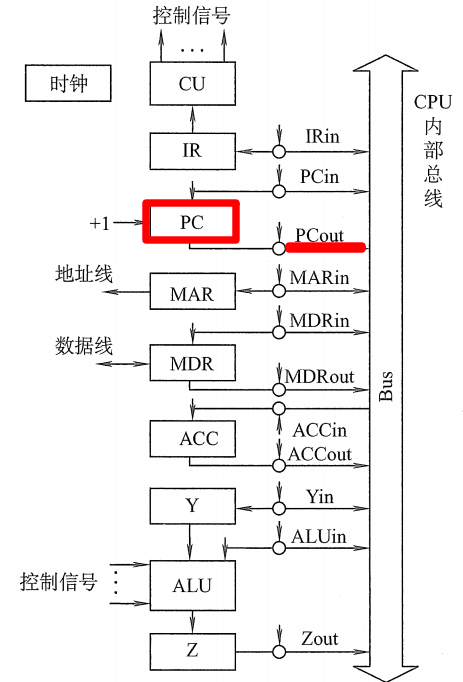 控制信号
...
时钟
CU
CPU
内
部
总
线
IR
IRin
PCin
+1
PC
PCout
地址线
MAR
MARin
MDRin
数据线
MDR
MDRout
Bus
ACC
ACCin
ACCout
Y
Yin
ALUin
控制信号
ALU
Z
Zout